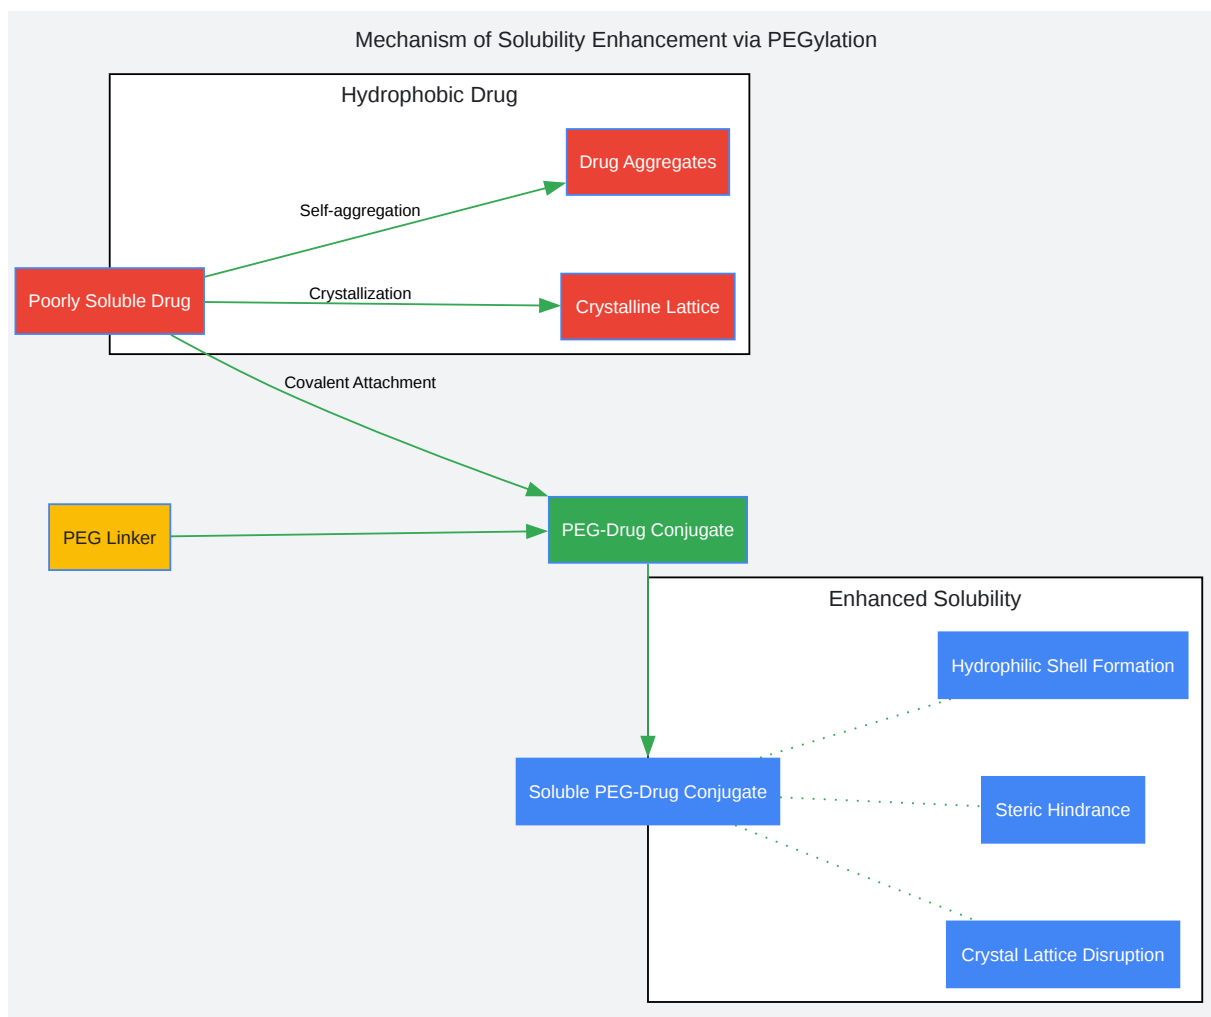 Mechanism of Solubility Enhancement via PEGylation
Hydrophobic Drug
Drug Aggregates
Self-aggregation
Poorly Soluble Drug
Crystallization
Crystalline Lattice
Covalent Attachment
PEG Linker
PEG-Drug Conjugate
Enhanced Solubility
Hydrophilic Shell Formation
Soluble PEG-Drug Conjugate
Steric Hindrance
Crystal Lattice Disruption